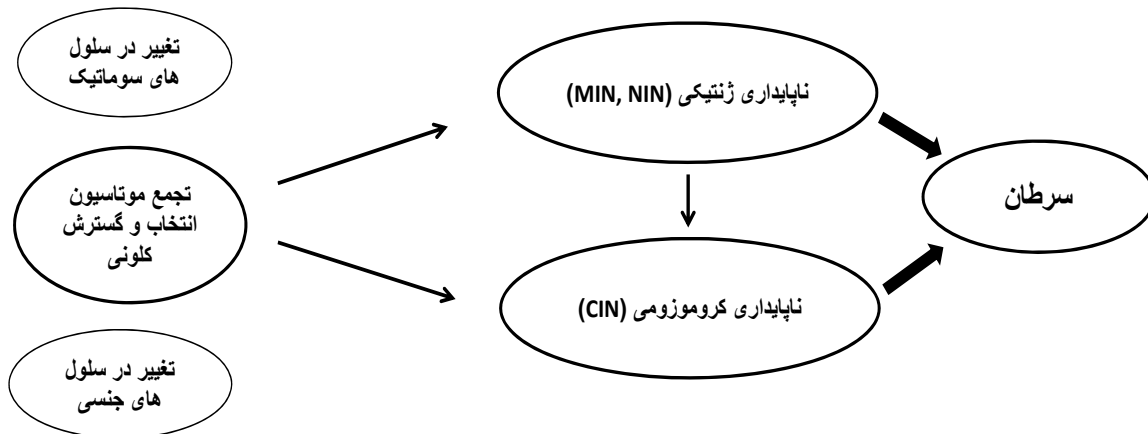 تغییر در سلول
های سوماتیک
تجمع موتاسیون
انتخاب و گسترش
کلونی
تغییر در سلول
های جنسی
ناپایداری ژنتیکی (MIN, NIN)
ناپایداری کروموزومی (CIN)
سرطان